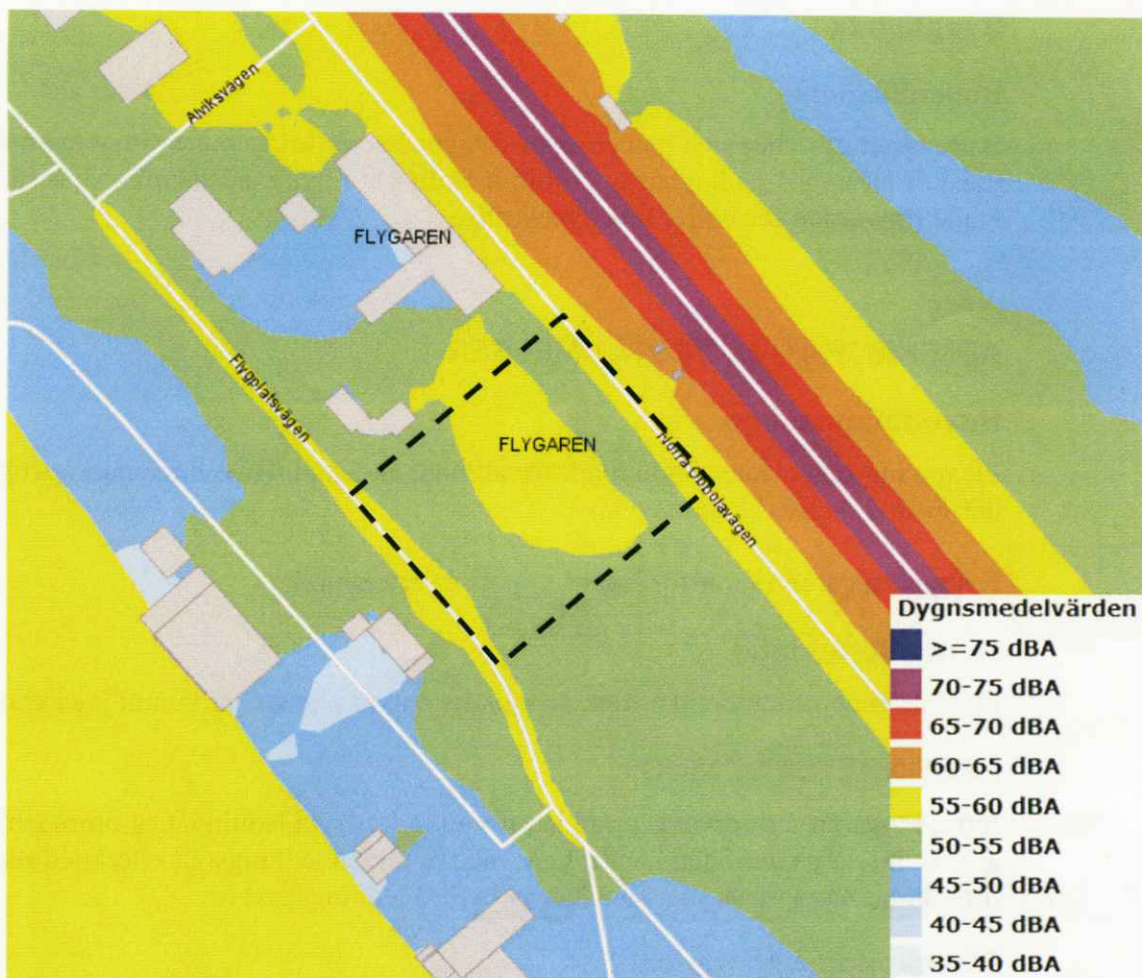 Alviksvägen
FLYGAREN
Flygplatsvägen
FLYGAREN
Norra Obbolavägen
Dygnsmedelvärden
>=75 dBA
70-75 dBA
65-70 dBA
60-65 dBA
55-60 dBA
50-55 dBA
45-50 dBA
40-45 dBA
35-40 dBA